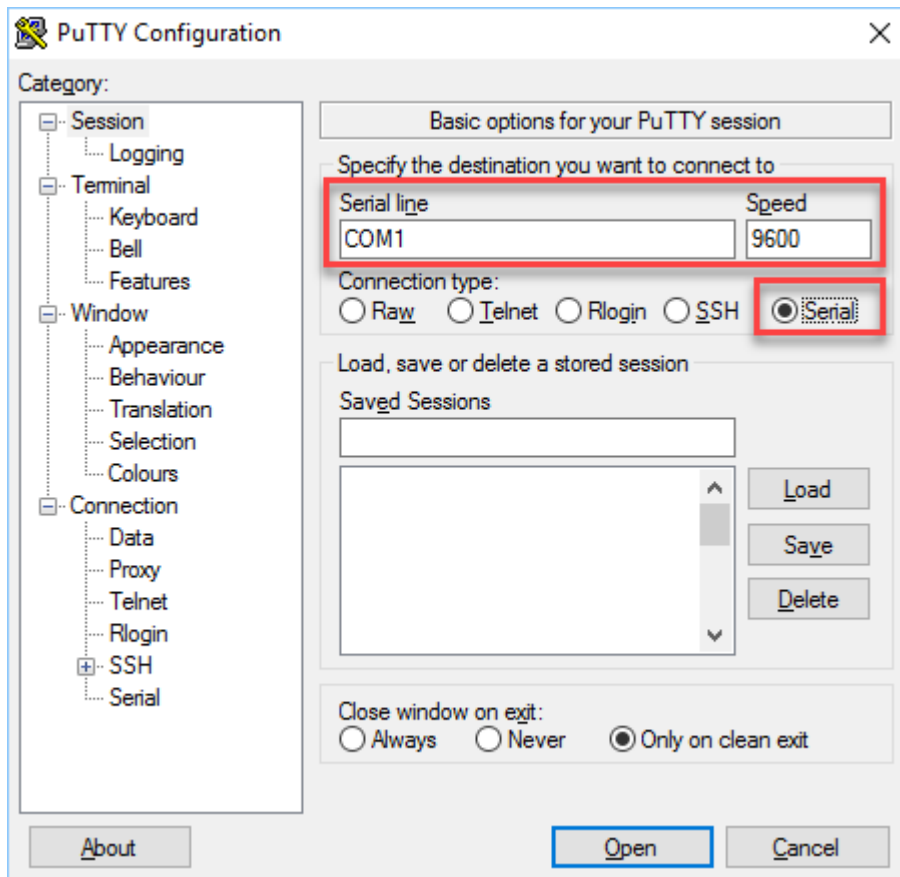 PuTTY Configuration
Category:
Session
Logging
Terminal
Keyboard
Bell
Features
Window
Appearance
Behaviour
Translation
Selection
Colours
Connection
Data
Proxy
Telnet
Rlogin
SSH
Serial
Basic options for your PuTTY session
Specify the destination you want to connect to
Serial line Speed
COM1 9600
Connection type:
Raw Telnet Rlogin SSH Serial
Load, save or delete a stored session
Saved Sessions
Load
Save
Delete
Close window on exit:
Always Never Only on clean exit
About Open Cancel